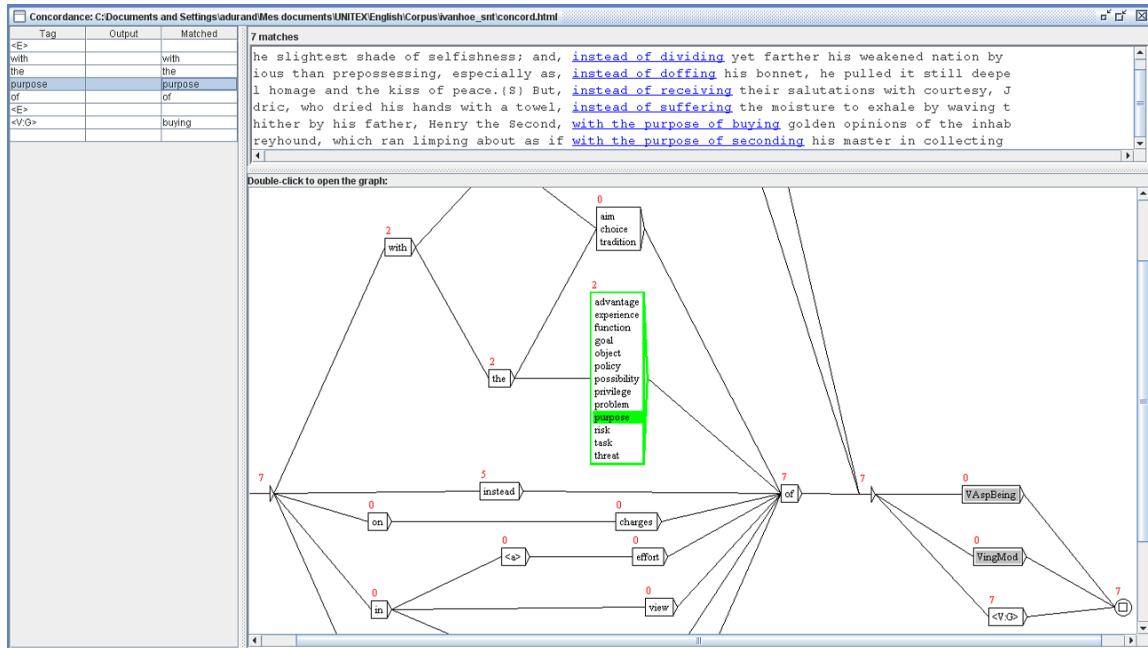 Concordance: C:\Documents and Settings\adurand\Mes documents\UNITEX\English\Corpus\ivanhoe_snt\concord.html
Tag Output Matched
<E>
with with
the the
purpose purpose
of of
<E>
<V:G> buying
7 matches
he slightest shade of selfishness; and, instead of dividing yet farther his weakened nation by
ious than prepossessing, especially as, instead of doffing his bonnet, he pulled it still deepe
l homage and the kiss of peace.{S} But, instead of receiving their salutations with courtesy, J
dric, who dried his hands with a towel, instead of suffering the moisture to exhale by waving t
hither by his father, Henry the Second, with the purpose of buying golden opinions of the inhab
reyhound, which ran limping about as if with the purpose of seconding his master in collecting
Double-click to open the graph:
0
aim
choice
tradition
2
with
2
advantage
experience
function
goal
object
policy
possibility
privilege
problem
purpose
risk
task
threat
2
the
7
5
instead
7
of
7
0
VAspBeing
0
on
0
charges
0
<a>
0
effort
0
VingMod
0
in
0
view
7
<V:G>
7